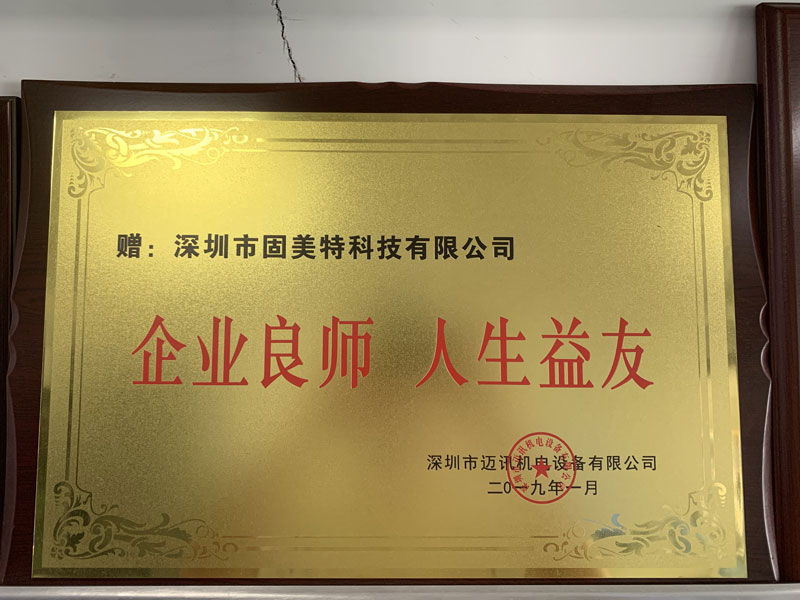 赠：深圳市固美特科技有限公司
企业良师 人生益友
深圳市迈讯机电设备有限公司
二0一九年一月